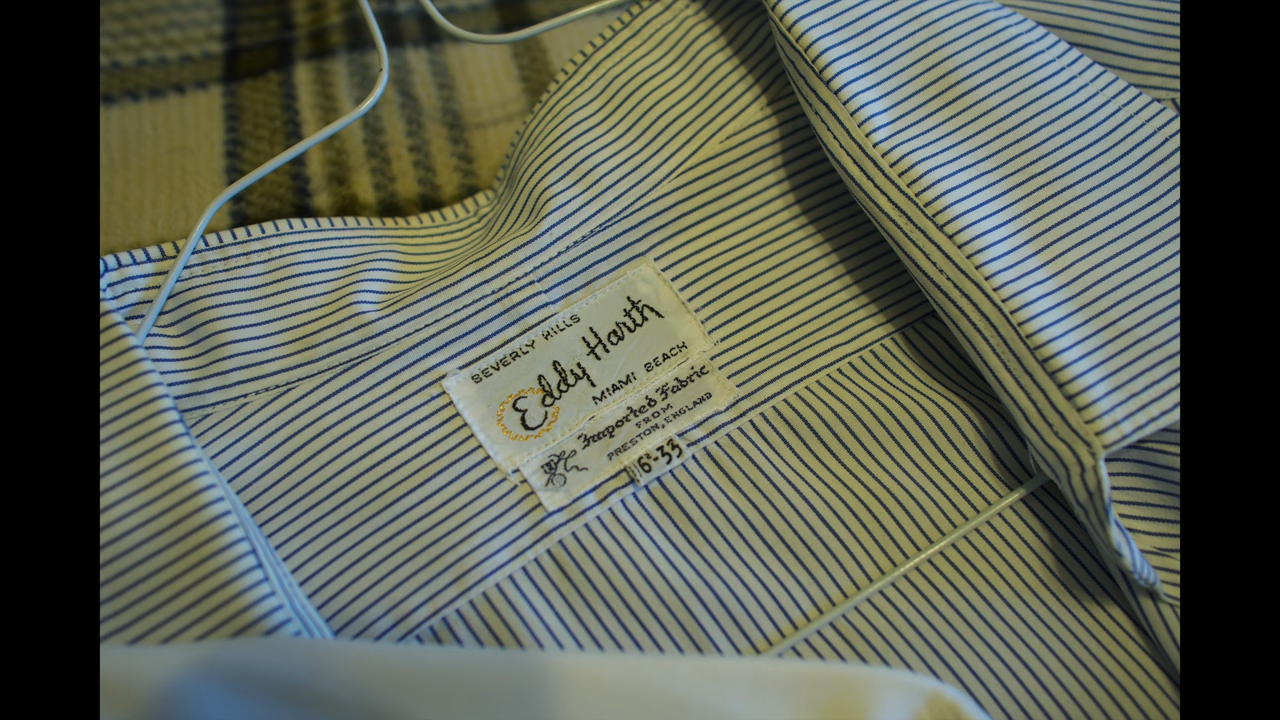 BEVERLY HILLS
Eddy Harth
MIAMI BEACH
Imported Fabric
FROM
PRESTON, ENGLAND
16-33